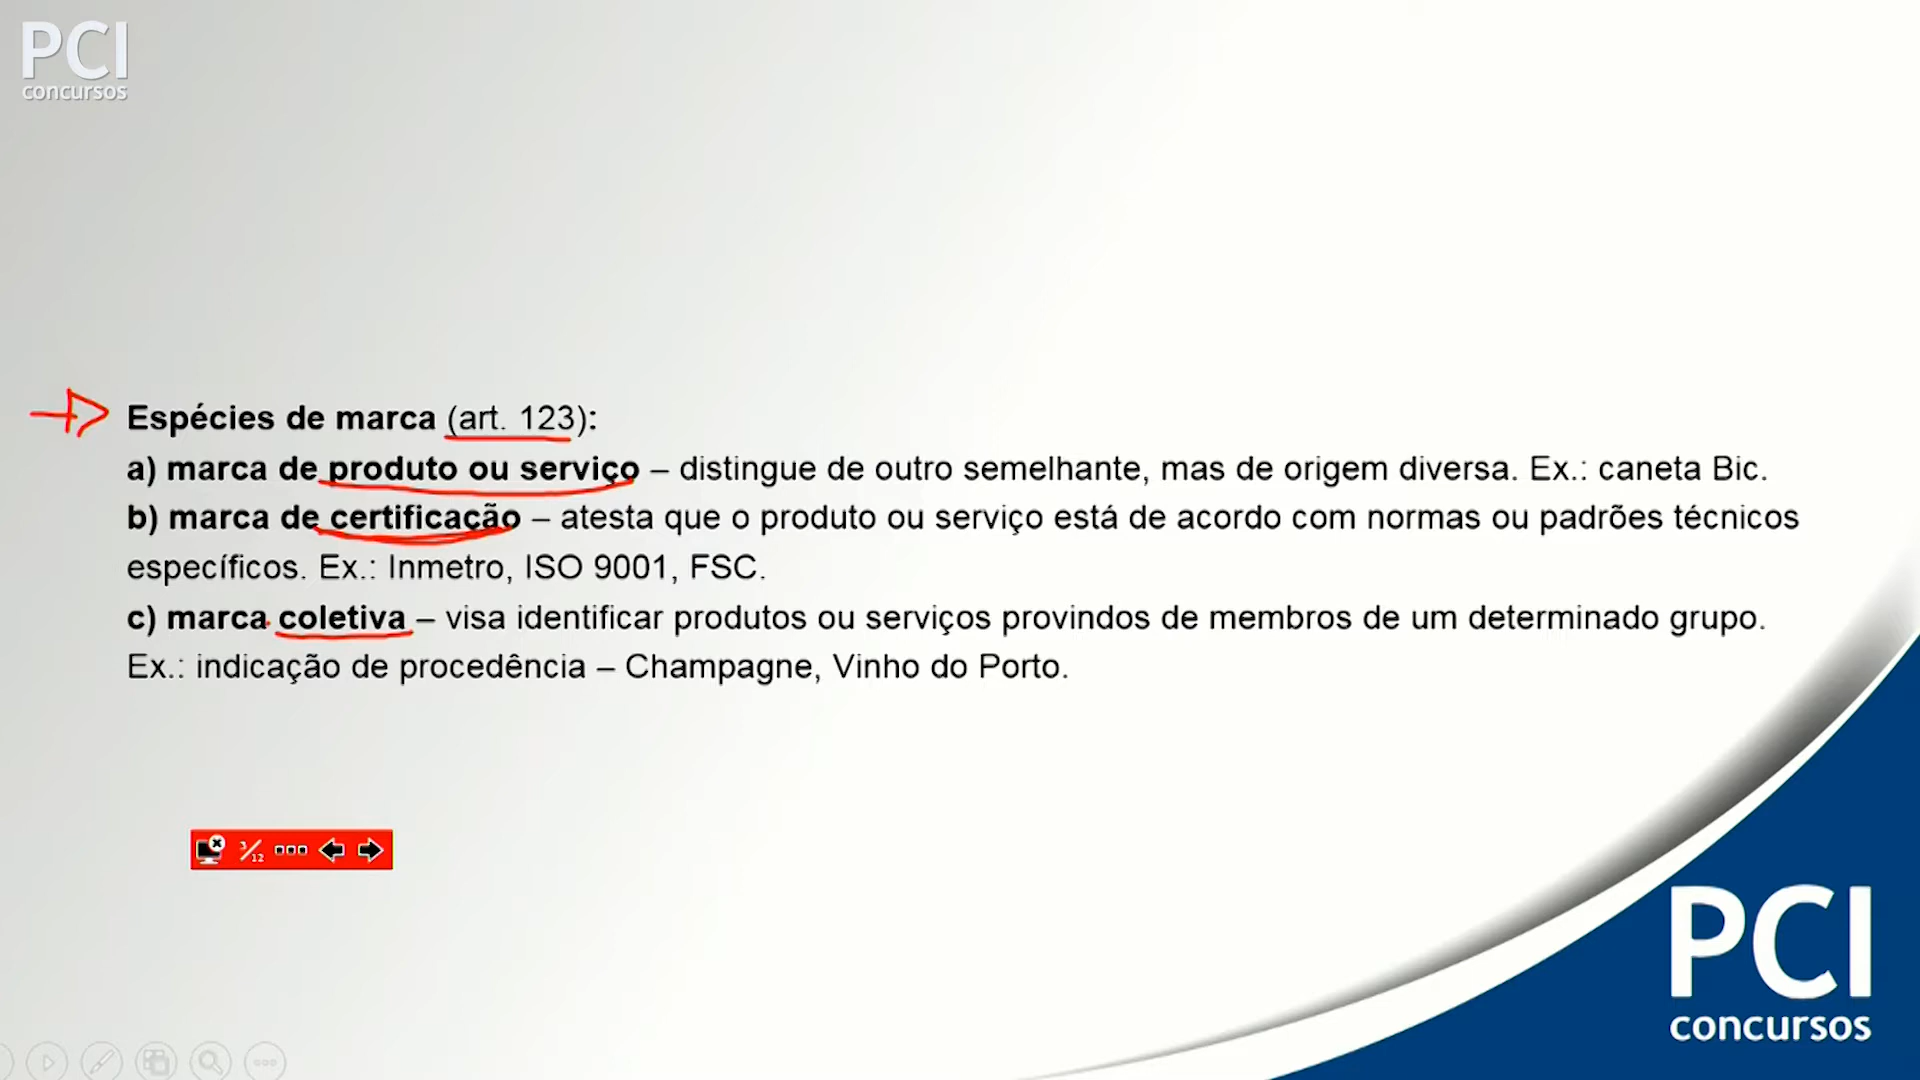 PCI
concursos
Espécies de marca (art. 123):
a) marca de produto ou serviço – distingue de outro semelhante, mas de origem diversa. Ex.: caneta Bic.
b) marca de certificação – atesta que o produto ou serviço está de acordo com normas ou padrões técnicos
específicos. Ex.: Inmetro, ISO 9001, FSC.
c) marca coletiva – visa identificar produtos ou serviços provindos de membros de um determinado grupo.
Ex.: indicação de procedência – Champagne, Vinho do Porto.
3/12
PCI
concursos